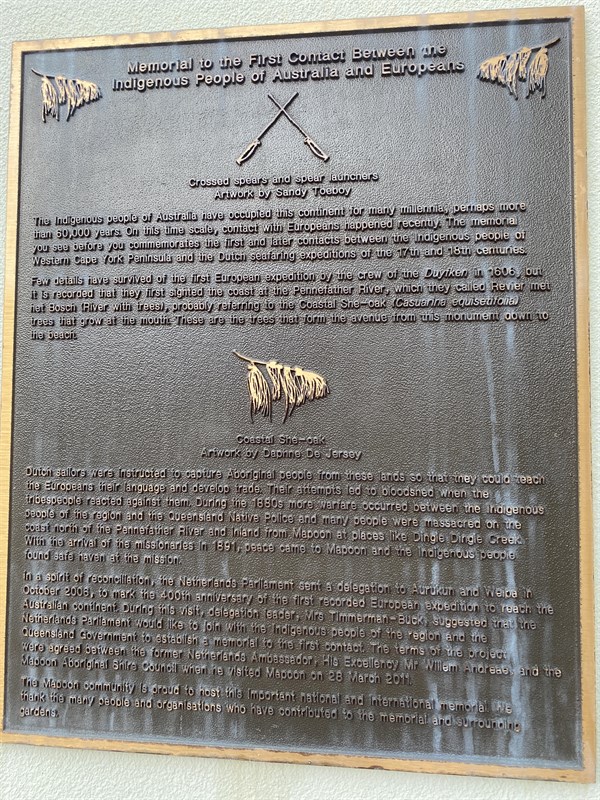 Memorial to the First Contact Between the
Indigenous People of Australia and Europeans
Crossed spears and spear launchers
Artwork by Sandy Toeboy
The Indigenous people of Australia have occupied this continent for many millennia, perhaps more
than 60,000 years. On this time scale, contact with Europeans happened recently. The memorial
you see before you commemorates the first and later contacts between the Indigenous people of
Western Cape York Peninsula and the Dutch seafaring expeditions of the 17th and 18th centuries.
Few details have survived of the first European expedition by the crew of the Duyfken in 1606, but
it is recorded that they first sighted the coast at the Pennefather River, which they called Revier met
het Bosch (River with trees), probably referring to the Coastal She-oak (Casuarina equisetifolia)
trees that grow at the mouth. These are the trees that form the avenue from this monument down to
the beach.
Coastal She-oak
Artwork by Daphne De Jersey
Dutch sailors were instructed to capture Aboriginal people from these lands so that they could teach
the Europeans their language and develop trade. Their attempts led to bloodshed when the
tribespeople reacted against them. During the 1880s more warfare occurred between the Indigenous
people of the region and the Queensland Native Police and many people were massacred on the
coast north of the Pennefather River and inland from Mapoon at places like Dingle Dingle Creek.
With the arrival of the missionaries in 1891, peace came to Mapoon and the Indigenous people
found safe haven at the mission.
In a spirit of reconciliation, the Netherlands Parliament sent a delegation to Aurukun and Weipa in
October 2006, to mark the 400th anniversary of the first recorded European expedition to reach the
Australian continent. During this visit, delegation leader, Mrs Timmerman-Buck, suggested that the
Netherlands Parliament would like to join with the Indigenous people of the region and the
Queensland Government to establish a memorial to the first contact. The terms of the project
were agreed between the former Netherlands Ambassador, His Excellency Mr Willem Andreae, and the
Mapoon Aboriginal Shire Council when he visited Mapoon on 28 March 2011.
The Mapoon community is proud to host this important national and international memorial. We
thank the many people and organisations who have contributed to the memorial and surrounding
gardens.